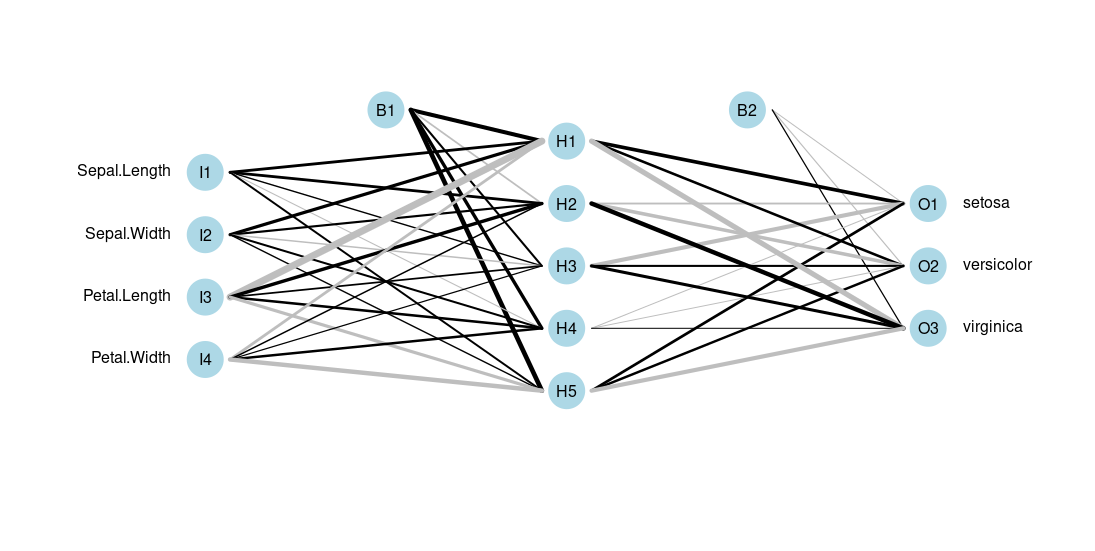 B1
B2
H1
Sepal.Length I1
H2 O1 setosa
Sepal.Width I2
H3 O2 versicolor
Petal.Length I3
H4 O3 virginica
Petal.Width I4
H5